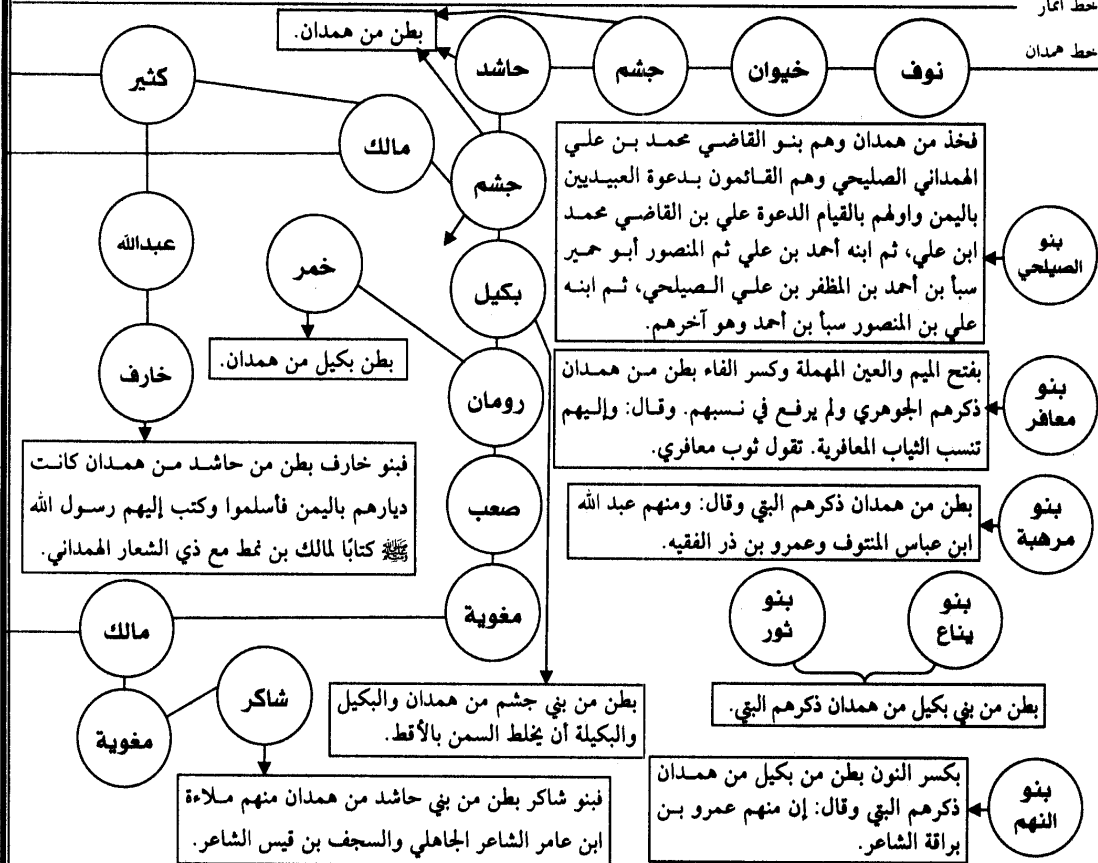 خط انمار
خط همدان
نوف
خيوان
جشم
حاشد
بطن من همدان.
كثير
مالك
جشم
عبدالله
خمر
بكيل
بطن بكيل من همدان.
خارف
رومان
فبنو خارف بطن من حاشد من همدان كانت
ديارهم باليمن فأسلموا وكتب إليهم رسول الله
ﷺ كتابًا لمالك بن نمط مع ذي الشعار الهمداني.
صعب
مغوية
مالك
مغوية
شاكر
فبنو شاكر بطن من بني حاشد من همدان منهم ملاءة
ابن عامر الشاعر الجاهلي والسجف بن قيس الشاعر.
بطن من بني جشم من همدان والبكيل
والبكيلة أن يخلط السمن بالأقط.
بنو
الصيلحي
فخذ من همدان وهم بنو القاضي محمد بن علي
الهمداني الصليحي وهم القائمون بدعوة العبيديين
باليمن واولهم بالقيام الدعوة علي بن القاضي محمد
ابن علي، ثم ابنه أحمد بن علي ثم المنصور أبو حمير
سبأ بن أحمد بن المظفر بن علي الصيلحي، ثم ابنه
علي بن المنصور سبأ بن أحمد وهو آخرهم.
بنو
معافر
بفتح الميم والعين المهملة وكسر الفاء بطن من همدان
ذكرهم الجوهري ولم يرفع في نسبهم. وقال: وإليهم
تنسب الثياب المعافرية. تقول ثوب معافري.
بنو
مرهبة
بطن من همدان ذكرهم البتي وقال: ومنهم عبد الله
ابن عباس المنتوف وعمرو بن ذر الفقيه.
بنو
يناع
بنو
ثور
بطن من بني بكيل من همدان ذكرهم البتي.
بنو
النهم
بكسر النون بطن من بكيل من همدان
ذكرهم البتي وقال: إن منهم عمرو بن
براقة الشاعر.